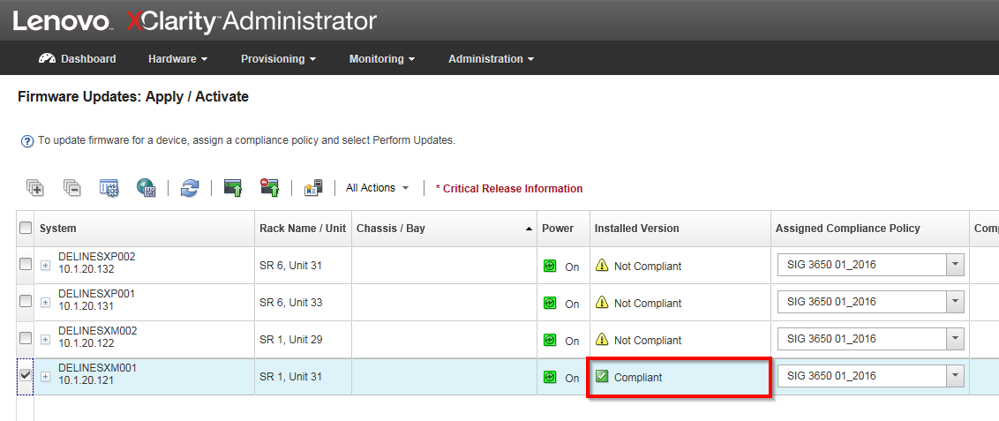 Lenovo™ XClarity™ Administrator
Dashboard Hardware Provisioning Monitoring Administration
Firmware Updates: Apply / Activate
? To update firmware for a device, assign a compliance policy and select Perform Updates.
All Actions * Critical Release Information
System Rack Name / Unit Chassis / Bay Power Installed Version Assigned Compliance Policy Comp
DELINESXP002
10.1.20.132 SR 6, Unit 31 On Not Compliant SIG 3650 01_2016
DELINESXP001
10.1.20.131 SR 6, Unit 33 On Not Compliant SIG 3650 01_2016
DELINESXM002
10.1.20.122 SR 1, Unit 29 On Not Compliant SIG 3650 01_2016
DELINESXM001
10.1.20.121 SR 1, Unit 31 On Compliant SIG 3650 01_2016